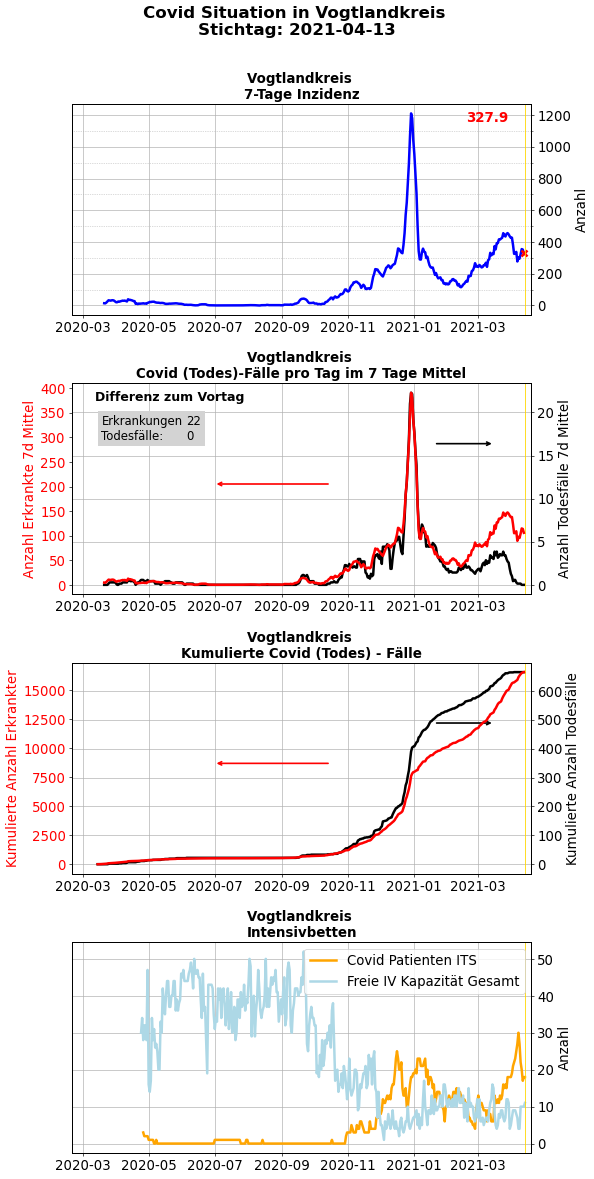 Covid Situation in Vogtlandkreis
Stichtag: 2021-04-13
Vogtlandkreis
7-Tage Inzidenz
327.9
1200
1000
800
600
400
200
0
Anzahl
2020-03 2020-05 2020-07 2020-09 2020-11 2021-01 2021-03
Vogtlandkreis
Covid (Todes)-Fälle pro Tag im 7 Tage Mittel
Anzahl Erkrankte 7d Mittel
400
350
300
250
200
150
100
50
0
Differenz zum Vortag
Erkrankungen 22
Todesfälle: 0
20
15
10
5
0
Anzahl Todesfälle 7d Mittel
2020-03 2020-05 2020-07 2020-09 2020-11 2021-01 2021-03
Vogtlandkreis
Kumulierte Covid (Todes) - Fälle
Kumulierte Anzahl Erkrankter
15000
12500
10000
7500
5000
2500
0
600
500
400
300
200
100
0
Kumulierte Anzahl Todesfälle
2020-03 2020-05 2020-07 2020-09 2020-11 2021-01 2021-03
Vogtlandkreis
Intensivbetten
Covid Patienten ITS
Freie IV Kapazität Gesamt
50
40
30
20
10
0
Anzahl
2020-03 2020-05 2020-07 2020-09 2020-11 2021-01 2021-03